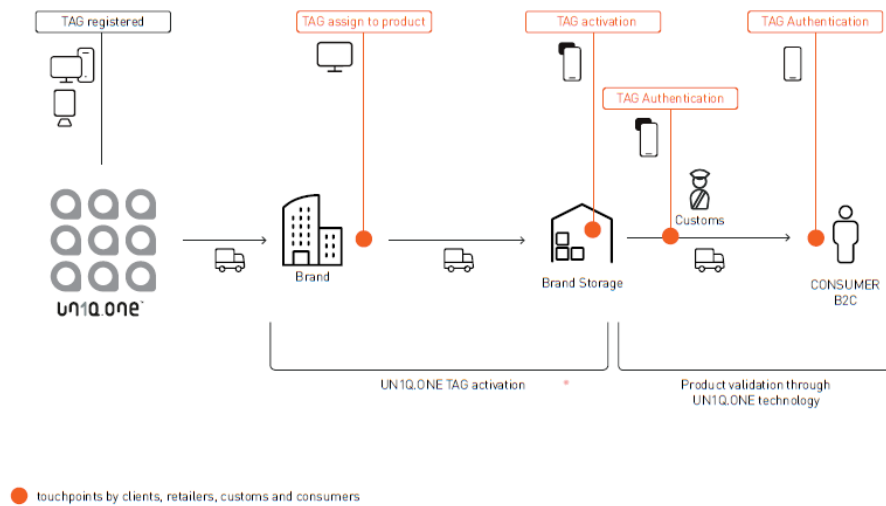 TAG registered
TAG assign to product
TAG activation
TAG Authentication
TAG Authentication
Customs
Brand
Brand Storage
CONSUMER
B2C
un1q.one
UN1Q.ONE TAG activation *
Product validation through
UN1Q.ONE technology
touchpoints by clients, retailers, customs and consumers